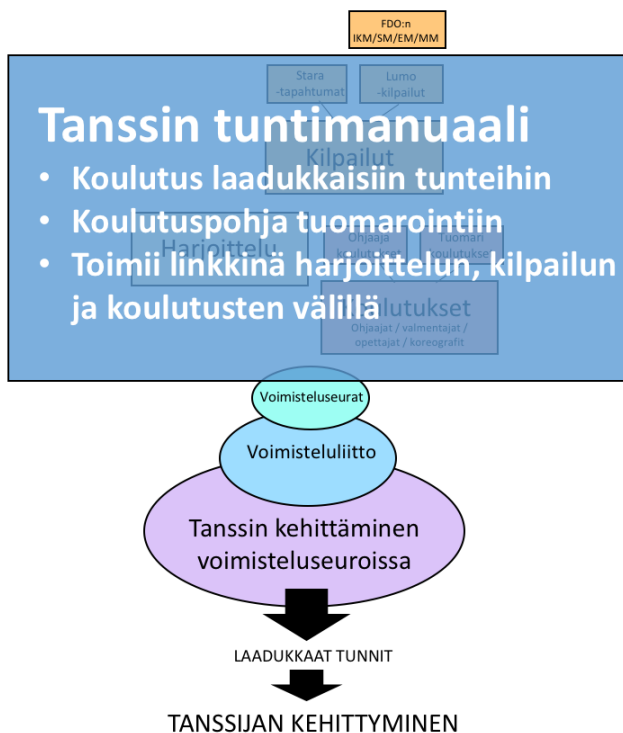 FDO:n
IKM/SM/EM/MM
Stara
-tapahtumat
Lumo
-kilpailut
Tanssin tuntimanuaali
Kilpailut
• Koulutus laadukkaisiin tunteihin
• Koulutuspohja tuomarointiin
Harjoittelu
Ohjaaja
koulutukset
Tuomari
koulutukset
• Toimii linkkinä harjoittelun, kilpailun
ja koulutusten välillä
Koulutukset
Ohjaajat / valmentajat /
opettajat / koreografit
Voimisteluseurat
Voimisteluliitto
Tanssin kehittäminen
voimisteluseuroissa
LAADUKKAAT TUNNIT
TANSSIJAN KEHITTYMINEN